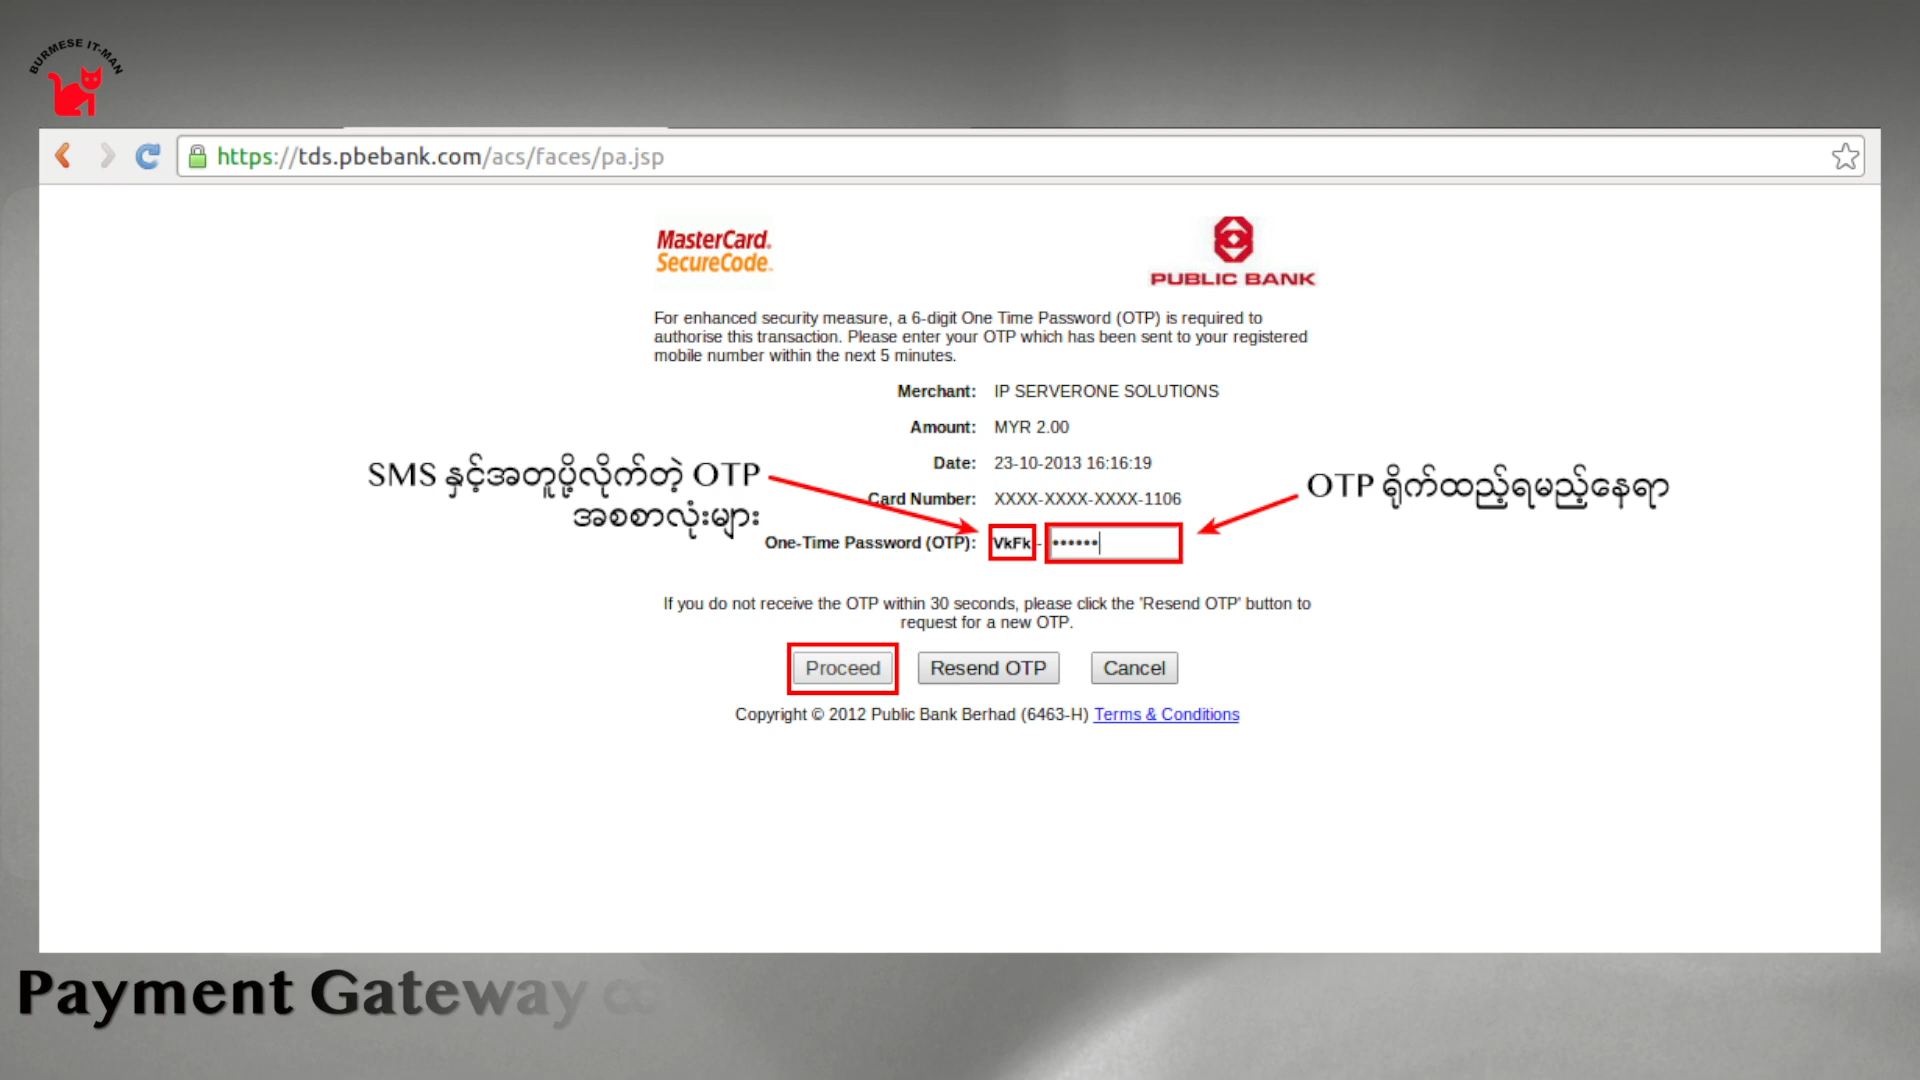 BURMESE IT-MAN
https://tds.pbebank.com/acs/faces/pa.jsp
MasterCard.
SecureCode.
PUBLIC BANK
For enhanced security measure, a 6-digit One Time Password (OTP) is required to
authorise this transaction. Please enter your OTP which has been sent to your registered
mobile number within the next 5 minutes.
Merchant: IP SERVERONE SOLUTIONS
Amount: MYR 2.00
Date: 23-10-2013 16:16:19
Card Number: XXXX-XXXX-XXXX-1106
SMS နှင့်အတူပို့လိုက်တဲ့ OTP
အစစာလုံးများ
OTP ရိုက်ထည့်ရမည့်နေရာ
One-Time Password (OTP): VkFk - ••••••
If you do not receive the OTP within 30 seconds, please click the 'Resend OTP' button to
request for a new OTP.
Proceed Resend OTP Cancel
Copyright © 2012 Public Bank Berhad (6463-H) Terms & Conditions
Payment Gateway